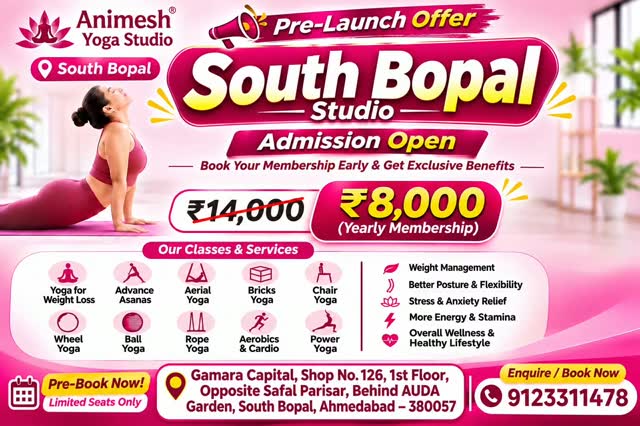 Animesh®
Yoga Studio
South Bopal
Pre-Launch Offer
South Bopal
Studio
Admission Open
Book Your Membership Early & Get Exclusive Benefits
₹14,000
₹8,000
(Yearly Membership)
Our Classes & Services
Yoga for Weight Loss
Advance Asanas
Aerial Yoga
Bricks Yoga
Chair Yoga
Wheel Yoga
Ball Yoga
Rope Yoga
Aerobics & Cardio
Power Yoga
Weight Management
Better Posture & Flexibility
Stress & Anxiety Relief
More Energy & Stamina
Overall Wellness &
Healthy Lifestyle
Pre-Book Now!
Limited Seats Only
Gamara Capital, Shop No. 126, 1st Floor,
Opposite Safal Parisar, Behind AUDA
Garden, South Bopal, Ahmedabad – 380057
Enquire / Book Now
9123311478